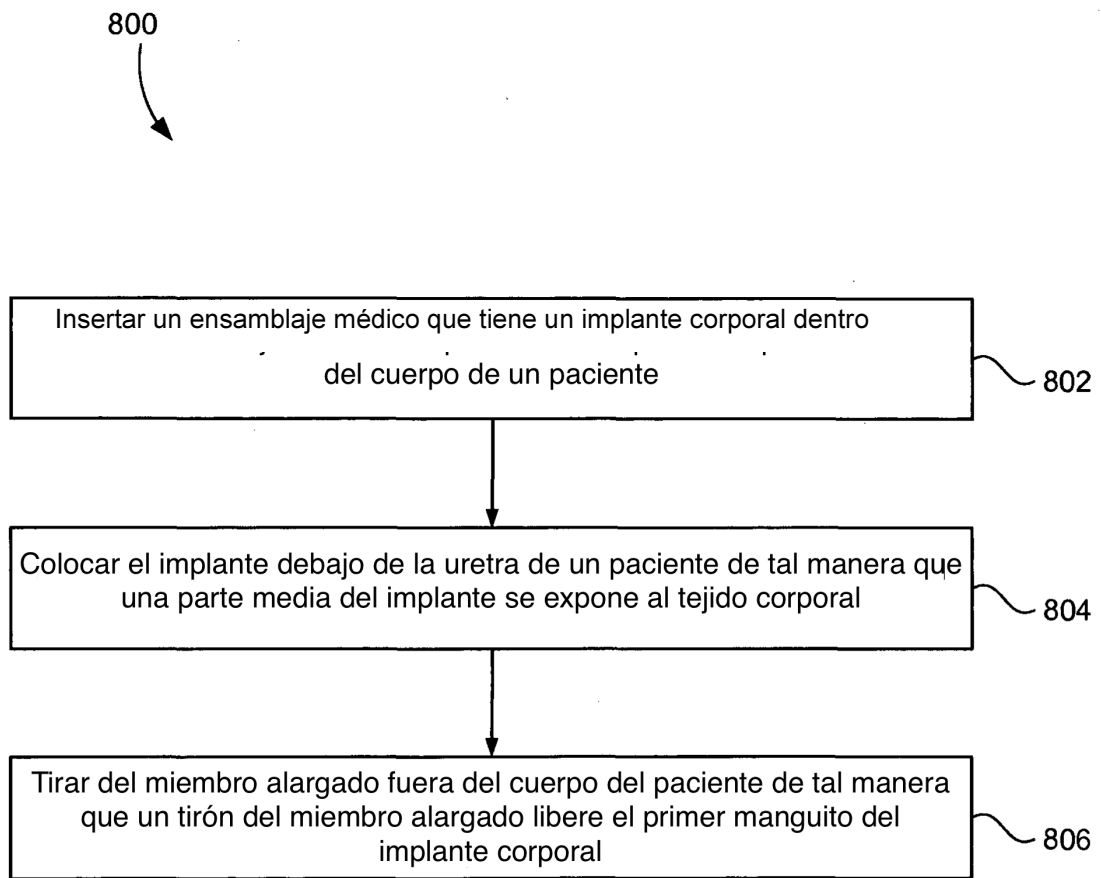 800
Insertar un ensamblaje médico que tiene un implante corporal dentro
del cuerpo de un paciente
802
Colocar el implante debajo de la uretra de un paciente de tal manera que
una parte media del implante se expone al tejido corporal
804
Tirar del miembro alargado fuera del cuerpo del paciente de tal manera
que un tirón del miembro alargado libere el primer manguito del
implante corporal
806